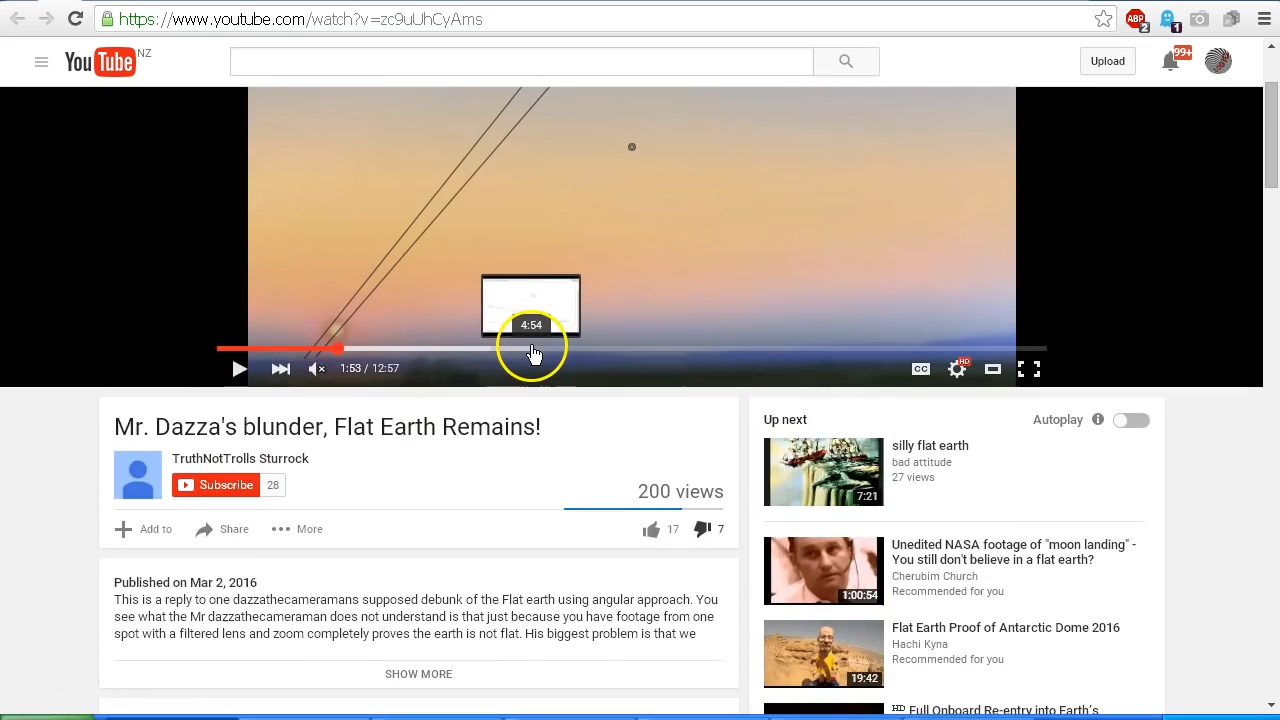 https://www.youtube.com/watch?v=zc9uUhCyAms
ABP
2
1
YouTube NZ
Upload
99+
4:54
1:53 / 12:57
CC
HD
Mr. Dazza's blunder, Flat Earth Remains!
TruthNotTrolls Sturrock
Subscribe
28
200 views
Add to
Share
More
17
7
Published on Mar 2, 2016
This is a reply to one dazzathecameramans supposed debunk of the Flat earth using angular approach. You
see what the Mr dazzathecameraman does not understand is that just because you have footage from one
spot with a filtered lens and zoom completely proves the earth is not flat. His biggest problem is that we
SHOW MORE
Up next
Autoplay
silly flat earth
bad attitude
27 views
7:21
Unedited NASA footage of "moon landing" -
You still don't believein a flat earth?
Cherubim Church
Recommended for you
1:00:54
Flat Earth Proof of Antarctic Dome 2016
Hachi Kyna
Recommended for you
19:42
HD Full Onboard Re-entry into Earth's